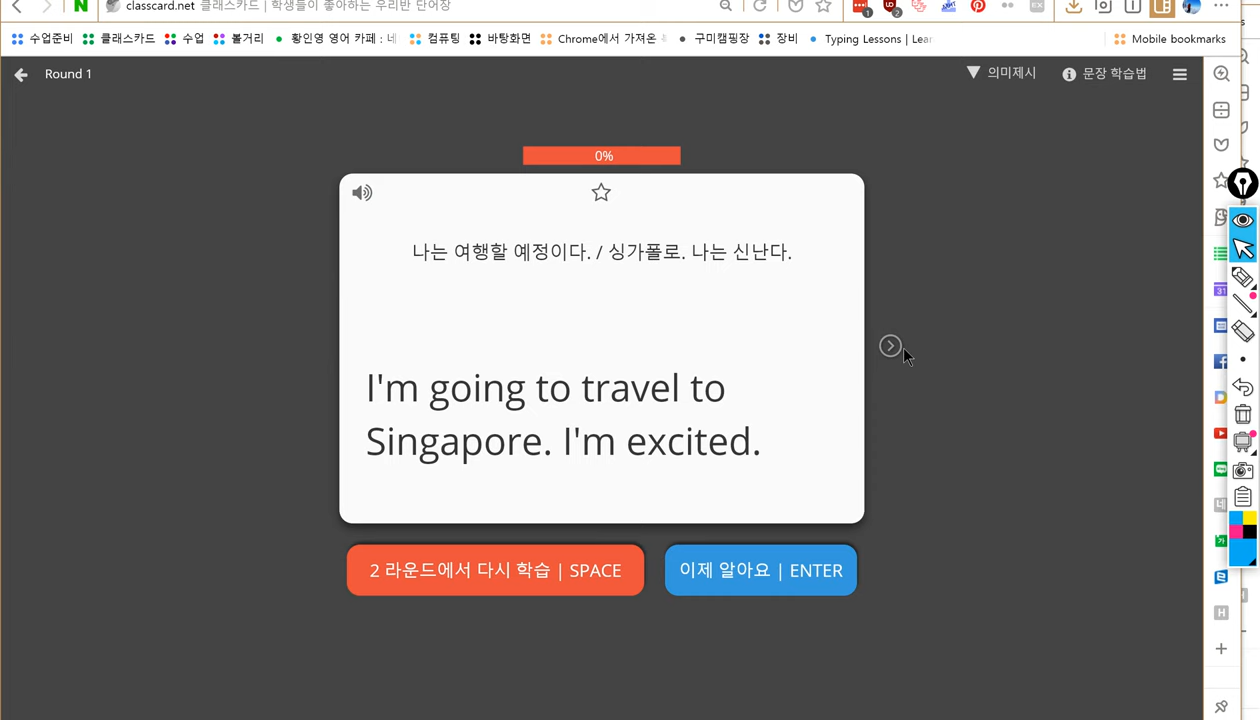 classcard.net 클래스카드 | 학생들이 좋아하는 우리반 단어장
수업준비 클래스카드 수업 볼거리 황인영 영어 카페 : 네 컴퓨팅 바탕화면 Chrome에서 가져온 구미캠핑장 장비 Typing Lessons | Lear Mobile bookmarks
Round 1
의미제시 문장 학습법
0%
나는 여행할 예정이다. / 싱가폴로. 나는 신난다.
I'm going to travel to
Singapore. I'm excited.
2 라운드에서 다시 학습 | SPACE
이제 알아요 | ENTER